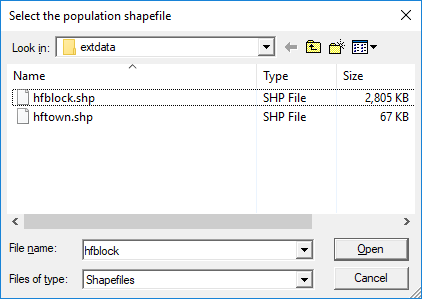 Select the population shapefile
Look in: extdata
Name Type Size
hfblock.shp SHP File 2,805 KB
hftown.shp SHP File 67 KB
File name: hfblock Open
Files of type: Shapefiles Cancel